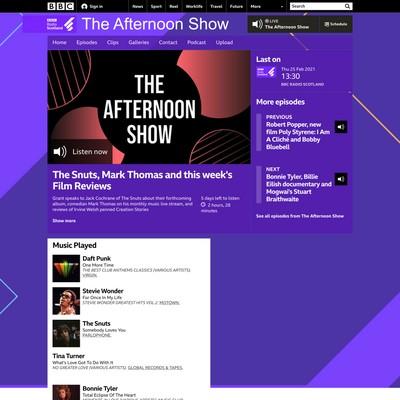 BBC
Sign in
News
Sport
Reel
Worklife
Travel
Future
More
Search
BBC
Radio
Scotland
The Afternoon Show
LIVE
The Afternoon Show
Schedule
Home
Episodes
Clips
Galleries
Contact
Podcast
Upload
THE
AFTERNOON
SHOW
Listen now
The Snuts, Mark Thomas and this week's
Film Reviews
Grant speaks to Jack Cochrane of The Snuts about their forthcoming
album, comedian Mark Thomas on his monthly music live stream, and
reviews of Irvine Welsh penned Creation Stories
Show more
5 days left to listen
2 hours, 28
minutes
Last on
Thu 25 Feb 2021
13:30
BBC RADIO SCOTLAND
More episodes
PREVIOUS
Robert Popper, new
film Poly Styrene: I Am
A Cliché and Bobby
Bluebell
NEXT
Bonnie Tyler, Billie
Eilish documentary and
Mogwai's Stuart
Braithwaite
See all episodes from The Afternoon Show
Music Played
Daft Punk
One More Time
THE BEST CLUB ANTHEMS CLASSICS (VARIOUS ARTISTS).
VIRGIN.
Stevie Wonder
For Once In My Life
STEVIE WONDER GREATEST HITS VOL 2. MOTOWN.
The Snuts
Somebody Loves You
PARLOPHONE.
Tina Turner
What's Love Got To Do With It
NO GREATER LOVE (VARIOUS ARTISTS). GLOBAL RECORDS & TAPES.
Bonnie Tyler
Total Eclipse Of The Heart